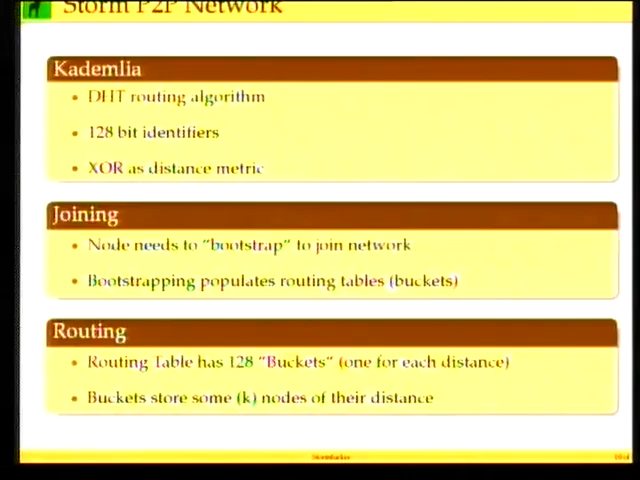 Storm P2P Network
Kademlia
• DHT routing algorithm
• 128 bit identifiers
• XOR as distance metric
Joining
• Node needs to "bootstrap" to join network
• Bootstrapping populates routing tables (buckets)
Routing
• Routing Table has 128 "Buckets" (one for each distance)
• Buckets store some (k) nodes of their distance